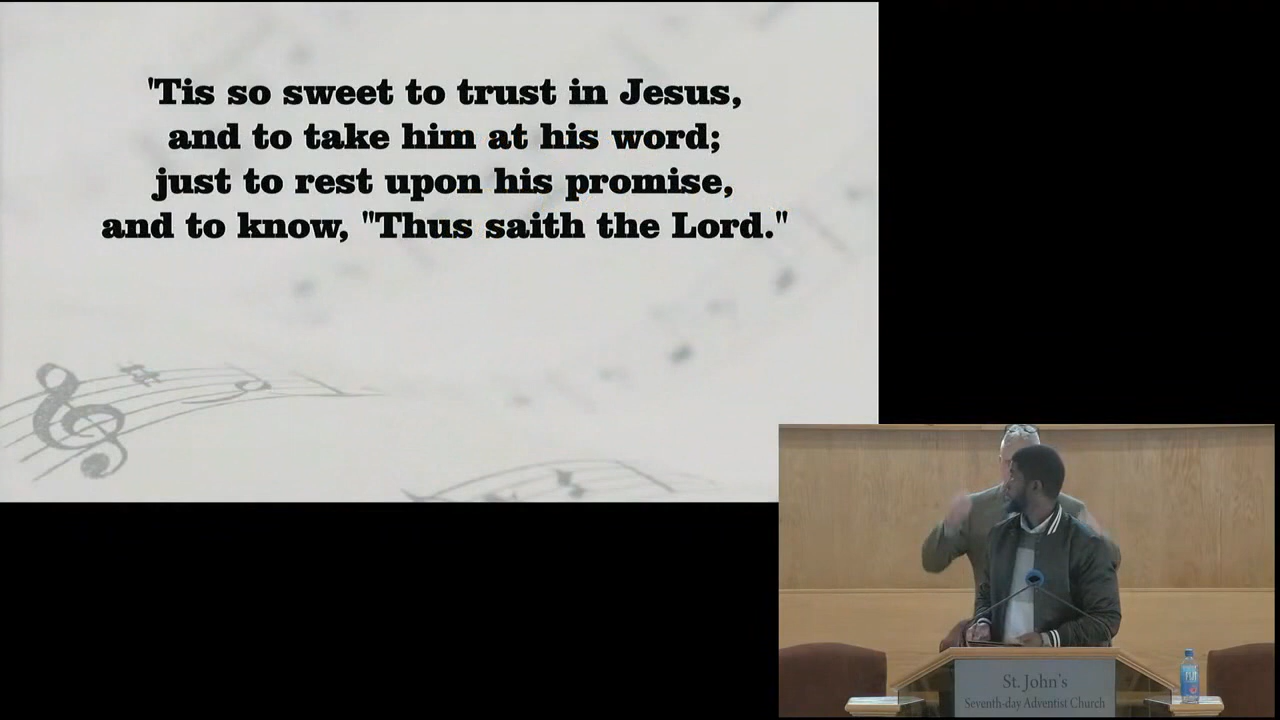 'Tis so sweet to trust in Jesus,
and to take him at his word;
just to rest upon his promise,
and to know, "Thus saith the Lord."
St. John's
Seventh-day Adventist Church